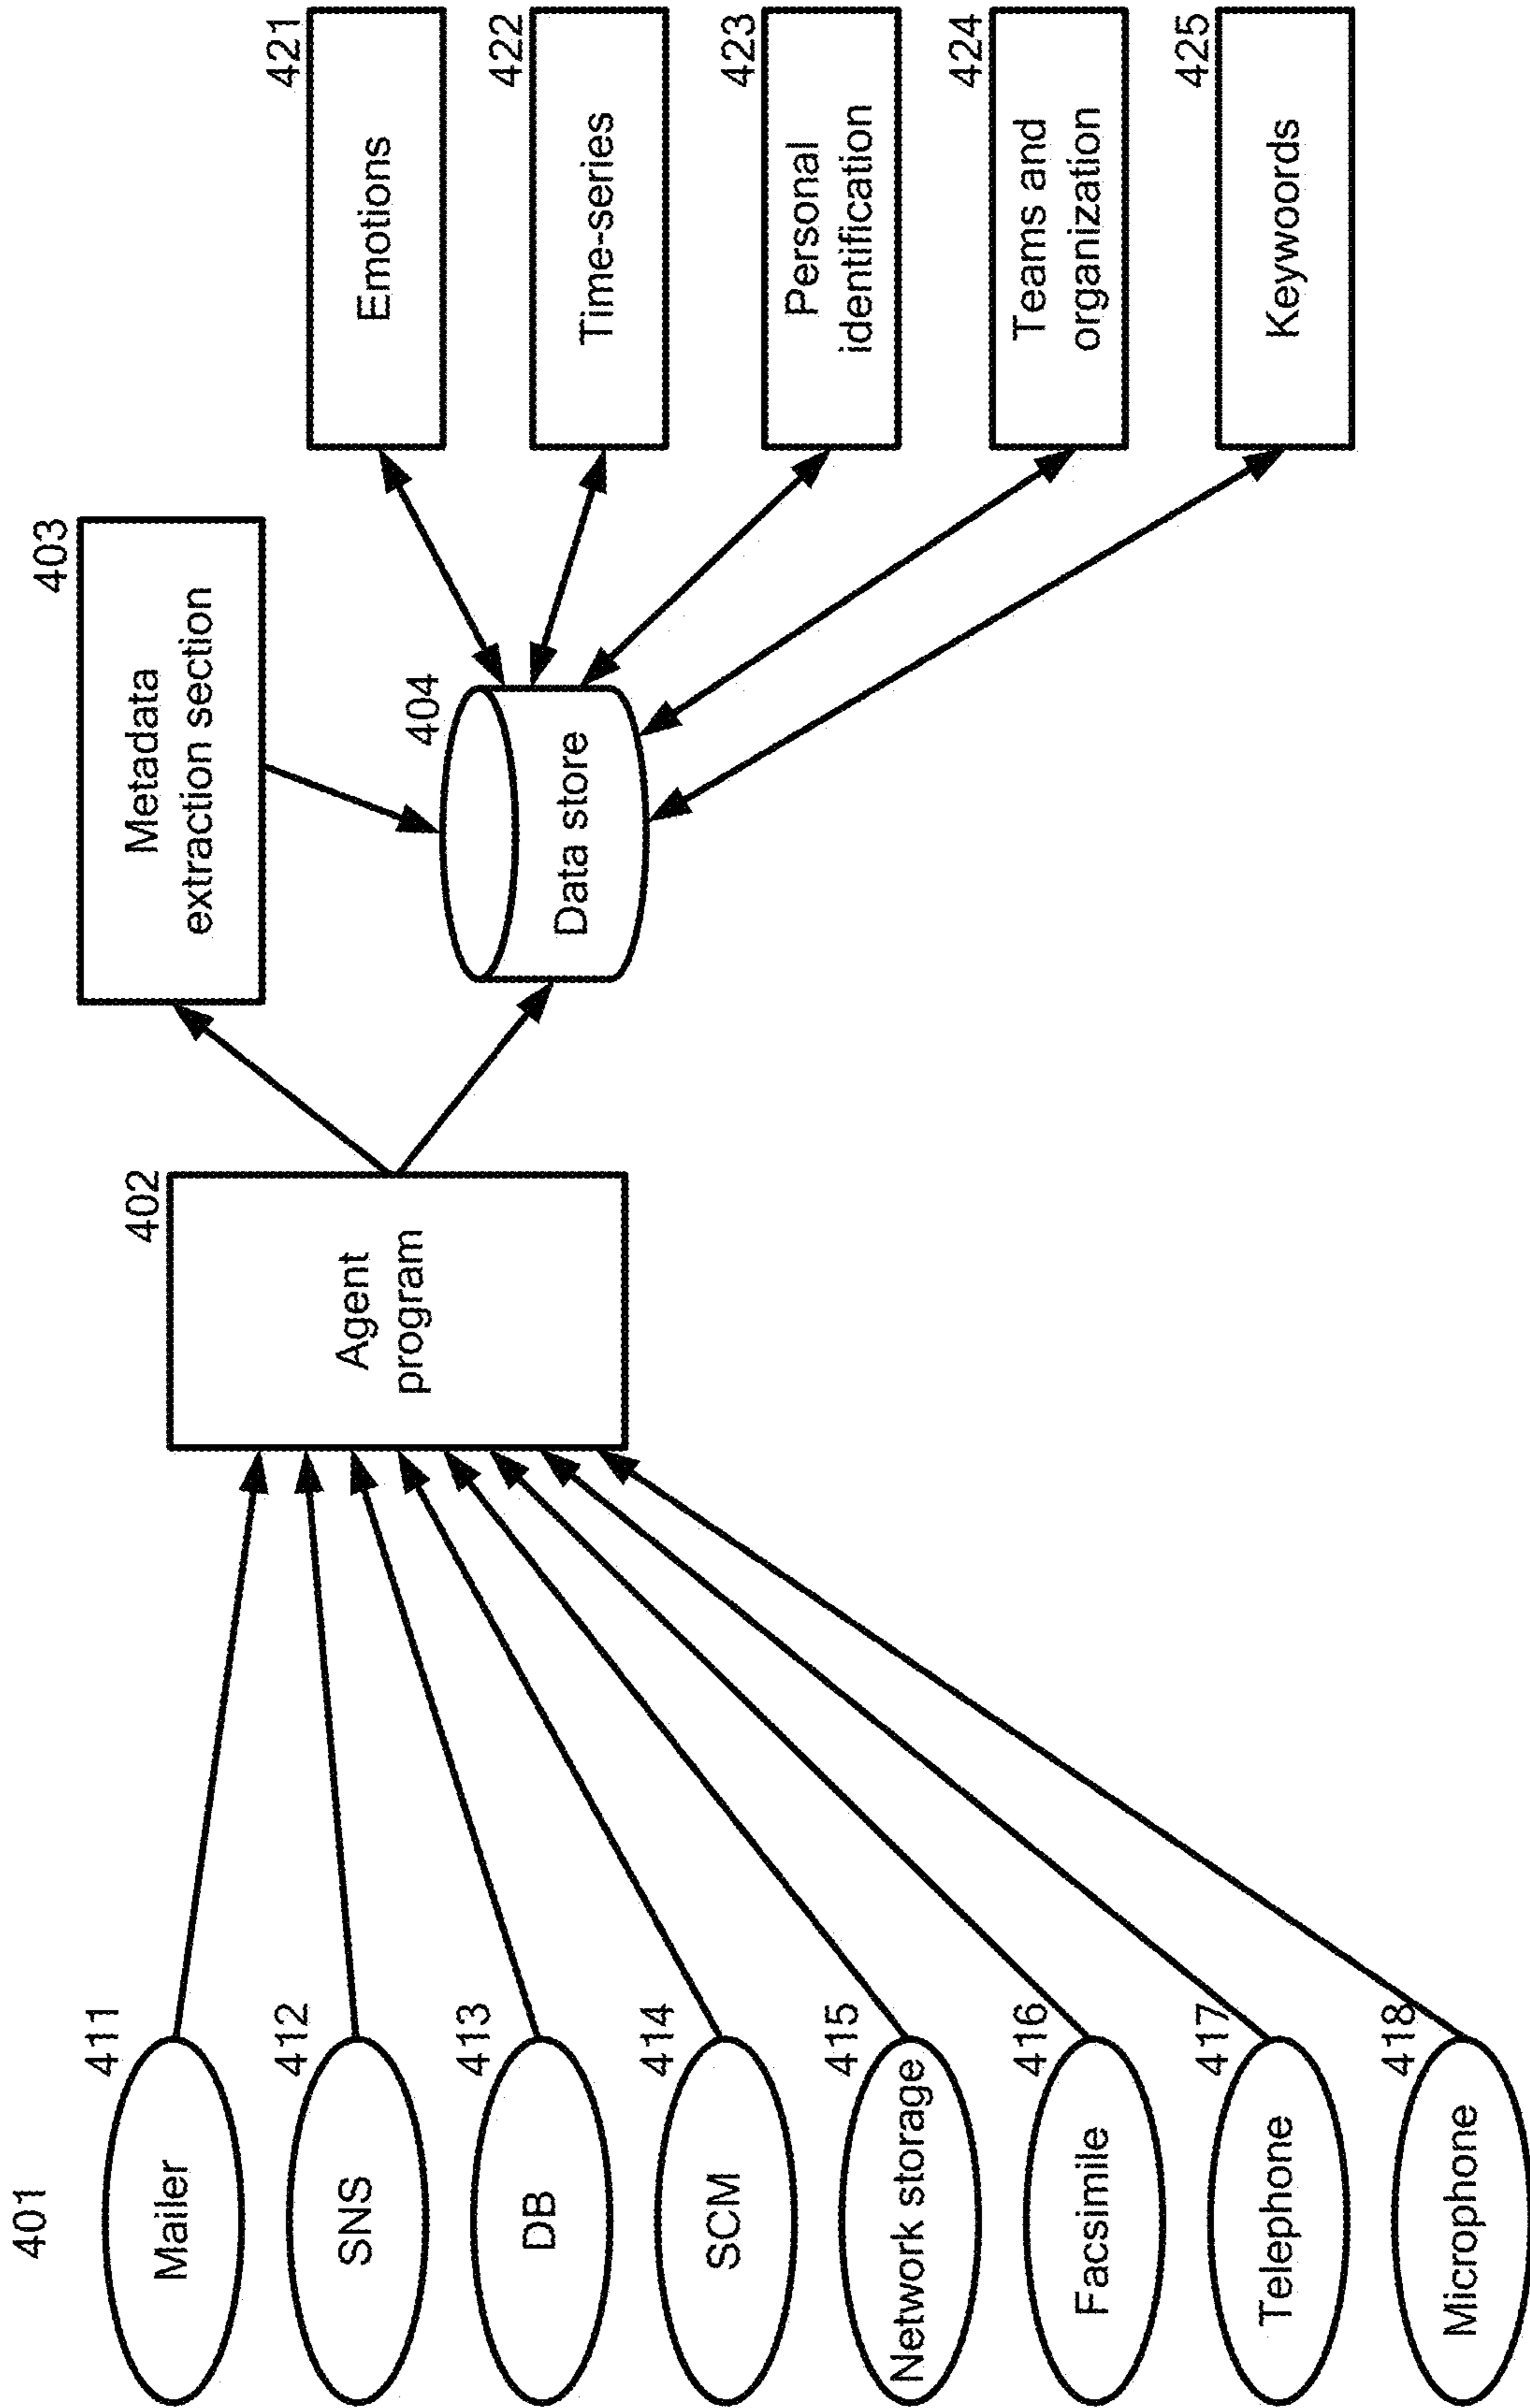 401
411
Mailer
412
SNS
413
DB
414
SCM
415
Network storage
416
Facsimile
417
Telephone
418
Microphone
402
Agent
program
403
Metadata
extraction section
404
Data store
421
Emotions
422
Time-series
423
Personal
identification
424
Teams and
organization
425
Keywoords